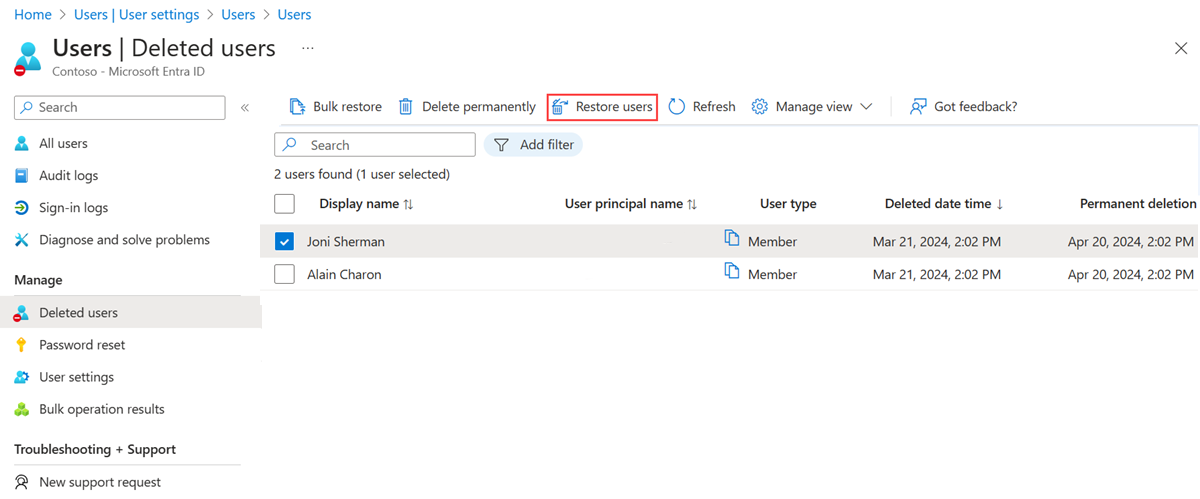 Home > Users | User settings > Users > Users
Users | Deleted users ...
Contoso - Microsoft Entra ID
Search «
Bulk restore Delete permanently Restore users Refresh Manage view Got feedback?
All users
Audit logs
Sign-in logs
Diagnose and solve problems
Manage
Deleted users
Password reset
User settings
Bulk operation results
Troubleshooting + Support
New support request
Search Add filter
2 users found (1 user selected)
Display name ↑↓ User principal name ↑↓ User type Deleted date time ↓ Permanent deletion
Joni Sherman Member Mar 21, 2024, 2:02 PM Apr 20, 2024, 2:02 PM
Alain Charon Member Mar 21, 2024, 2:02 PM Apr 20, 2024, 2:02 PM